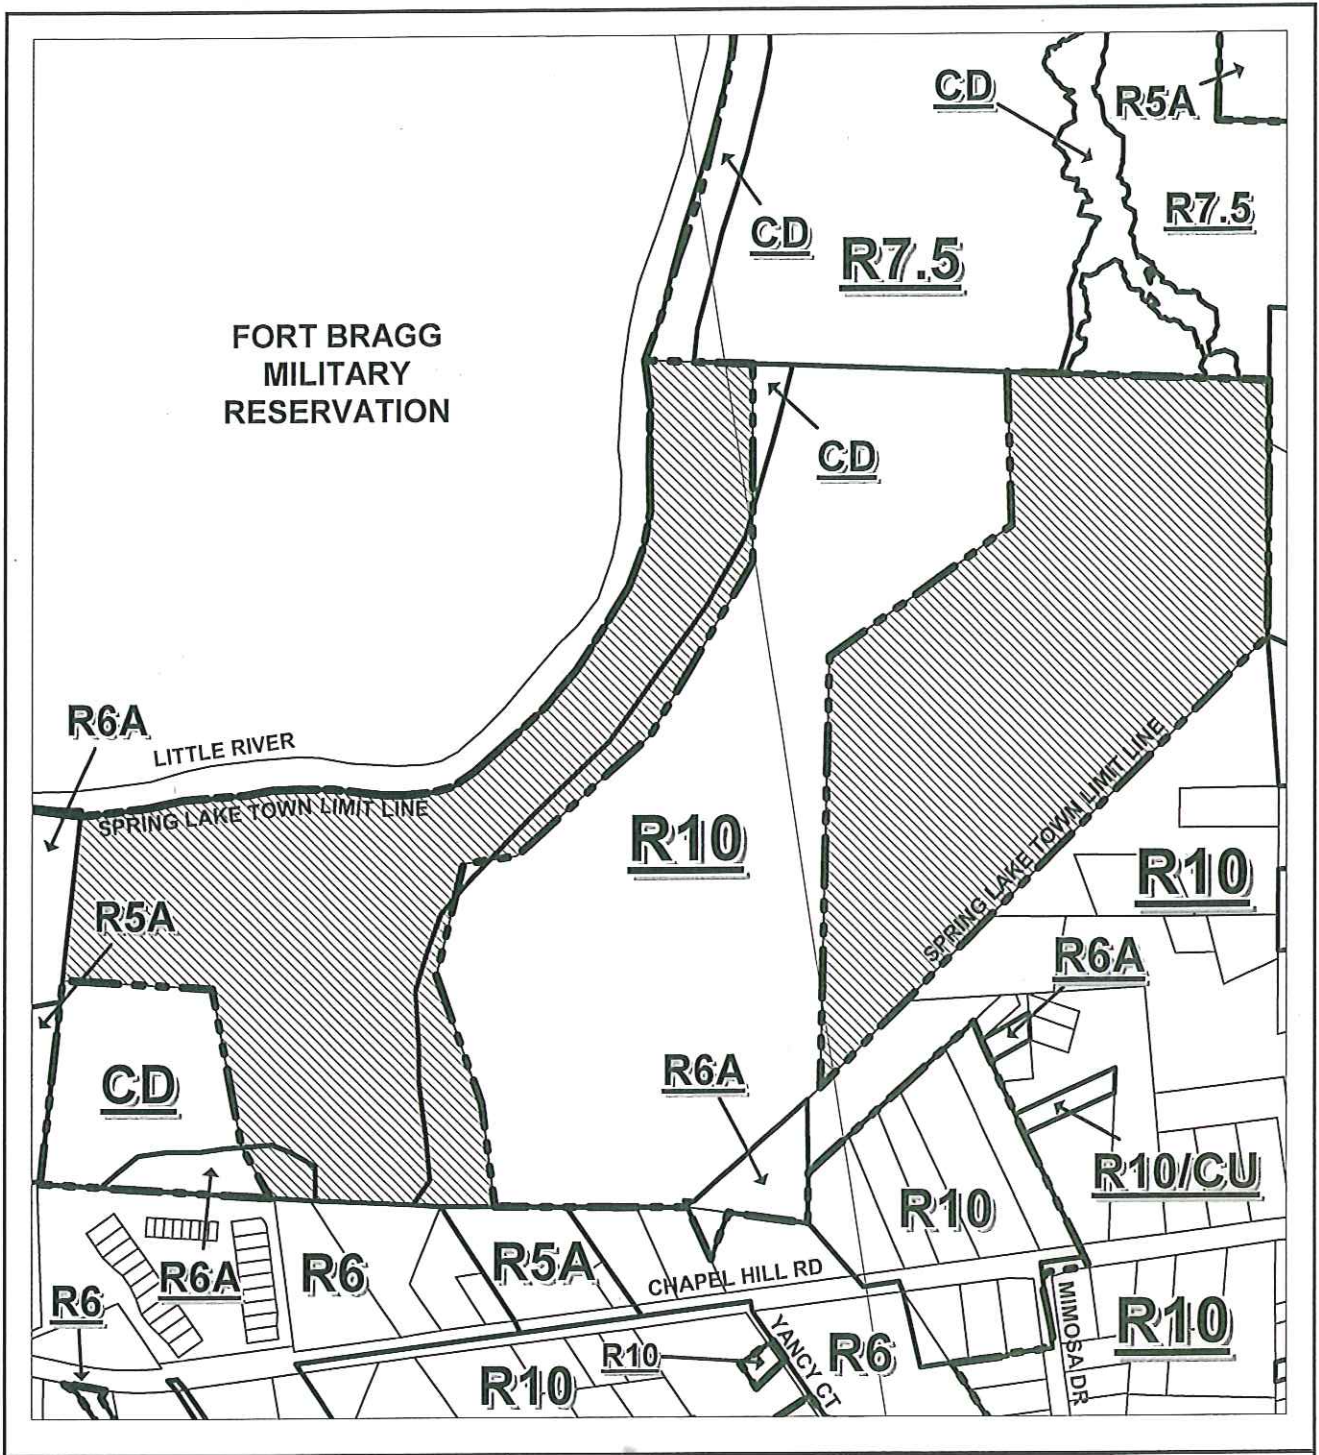 CD
R5A
R7.5
CD
R7.5
FORT BRAGG
MILITARY
RESERVATION
CD
R6A
LITTLE RIVER
SPRING LAKE TOWN LIMIT LINE
SPRING LAKE TOWN LIMIT LINE
R10
R10
R5A
R6A
CD
R6A
R10/CU
R10
R5A
R6
R6A
CHAPEL HILL RD
R6
MIMOSA DR
R10
YANCY CT
R6
R10
R10